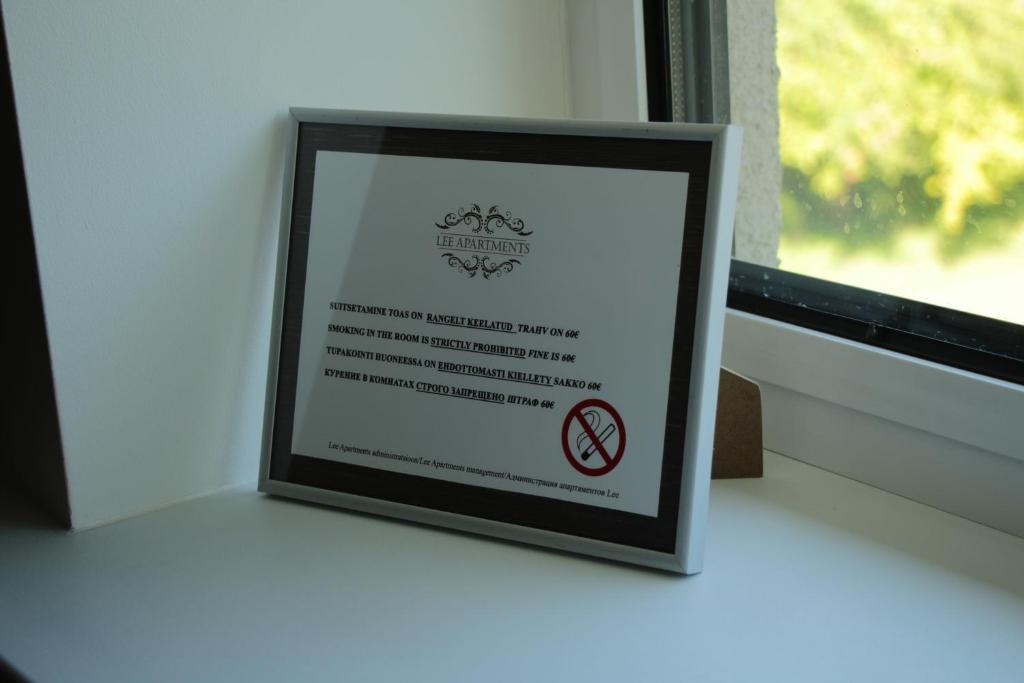 LEE APARTMENTS
SUITSETAMINE TOAS ON RANGELT KEELATUD TRAHV ON 60€
SMOKING IN THE ROOM IS STRICTLY PROHIBITED FINE IS 60€
TUPAKOINTI HUONEESSA ON EHDOTTOMASTI KIELLETY SAKKO 60€
КУРЕНИЕ В КОМНАТАХ СТРОГО ЗАПРЕЩЕНО ШТРАФ 60€
Lee Apartments administratsioon/Lee Apartments management/Администрация апартаментов Lee